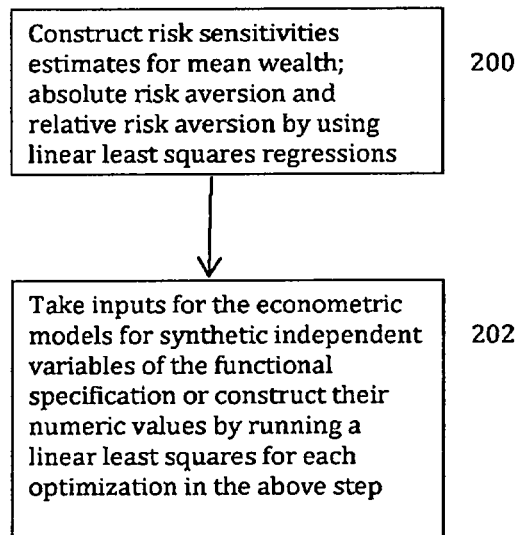 Construct risk sensitivities
estimates for mean wealth;
absolute risk aversion and
relative risk aversion by using
linear least squares regressions
200
Take inputs for the econometric
models for synthetic independent
variables of the functional
specification or construct their
numeric values by running a
linear least squares for each
optimization in the above step
202